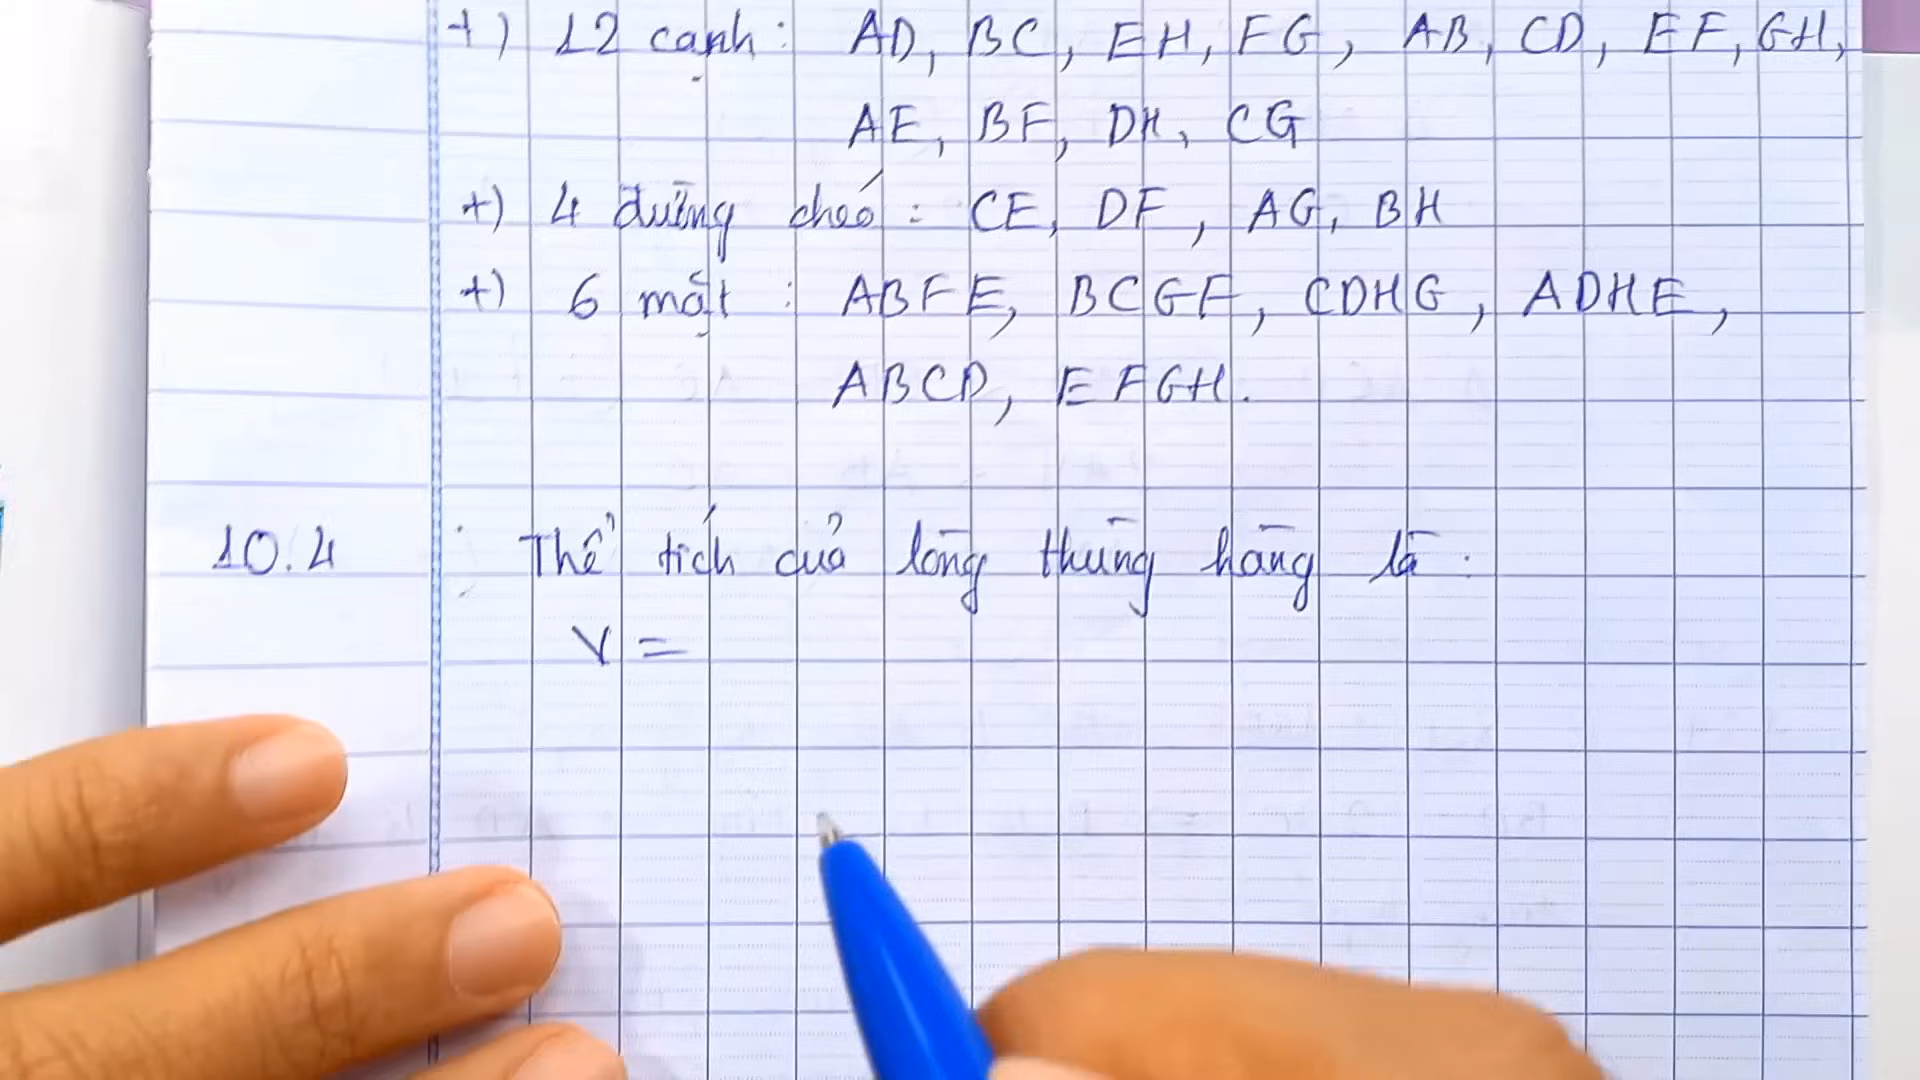 +) 12 cạnh: AD, BC, EH, FG, AB, CD, EF, GH,
AE, BF, DH, CG
+) 4 đường chéo: CE, DF, AG, BH
+) 6 mặt: ABFE, BCGF, CDHG, ADHE,
ABCD, EFGH.
10.4 : Thể tích của lòng thùng hàng là:
V =